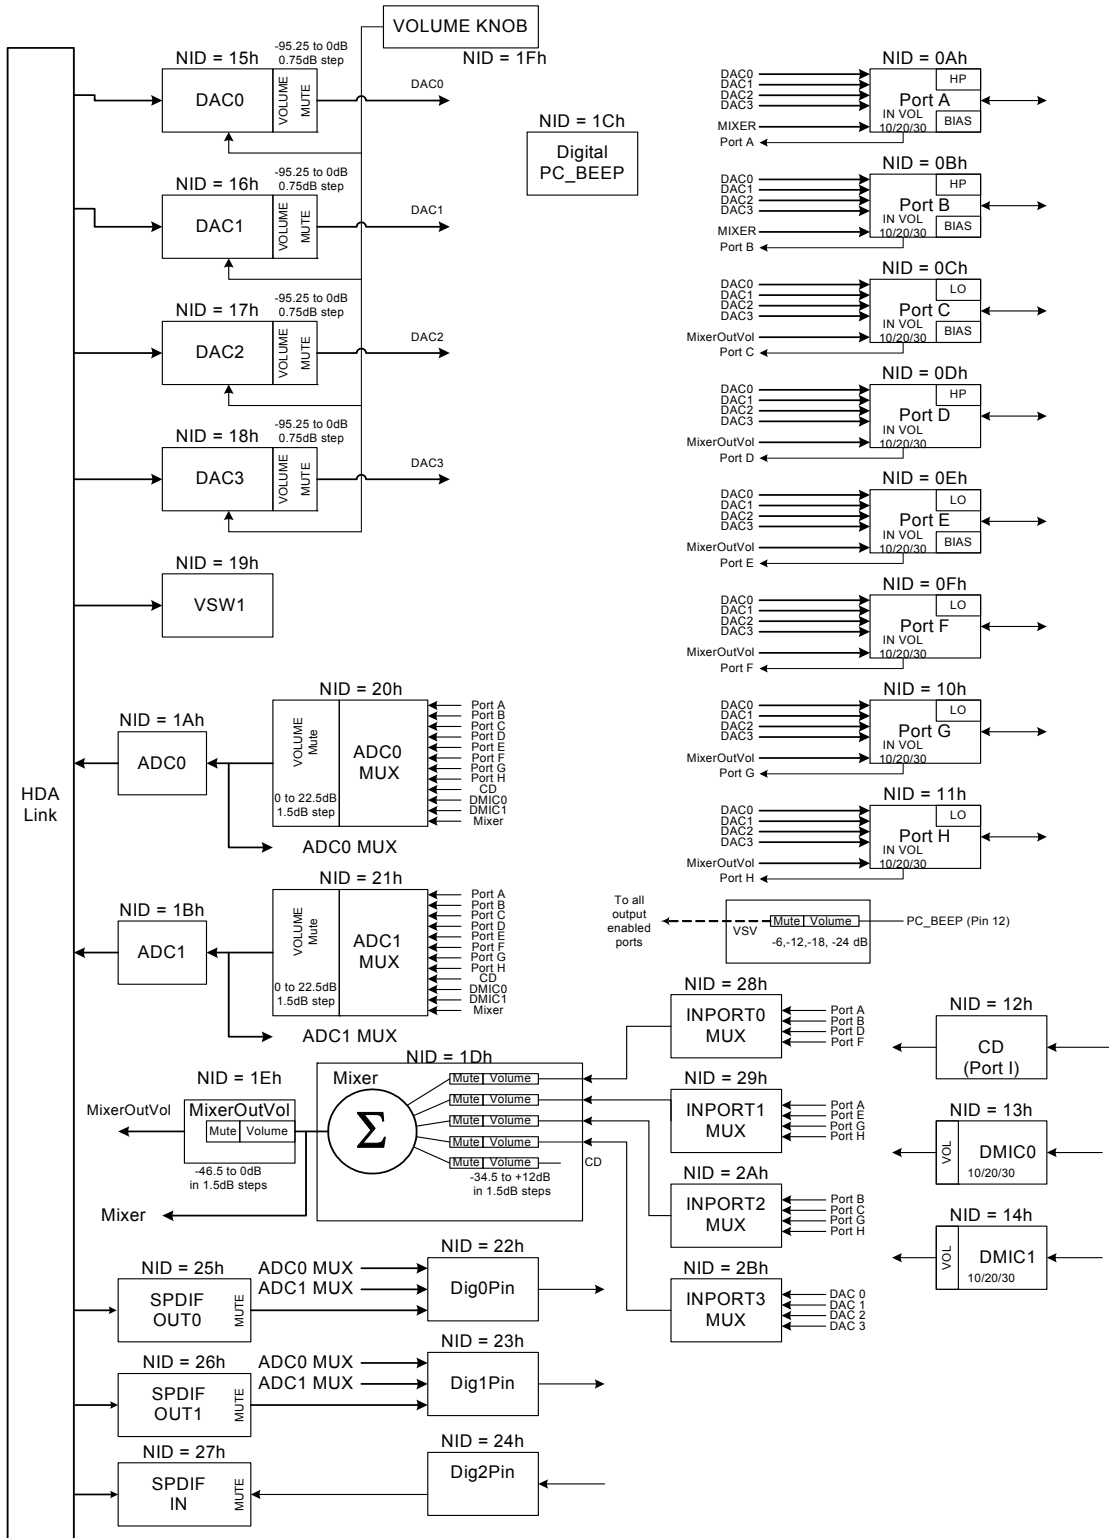 VOLUME KNOB
NID = 1Fh
HDA
Link
NID = 15h
-95.25 to 0dB
0.75dB step
DAC0
VOLUME
MUTE
DAC0
NID = 16h
-95.25 to 0dB
0.75dB step
DAC1
VOLUME
MUTE
DAC1
NID = 17h
-95.25 to 0dB
0.75dB step
DAC2
VOLUME
MUTE
DAC2
NID = 18h
-95.25 to 0dB
0.75dB step
DAC3
VOLUME
MUTE
DAC3
NID = 19h
VSW1
NID = 1Ch
Digital
PC_BEEP
NID = 0Ah
DAC0
DAC1
DAC2
DAC3
MIXER
Port A
HP
Port A
IN VOL
10/20/30
BIAS
NID = 0Bh
DAC0
DAC1
DAC2
DAC3
MIXER
Port B
HP
Port B
IN VOL
10/20/30
BIAS
NID = 0Ch
DAC0
DAC1
DAC2
DAC3
MixerOutVol
Port C
LO
Port C
IN VOL
10/20/30
BIAS
NID = 0Dh
DAC0
DAC1
DAC2
DAC3
MixerOutVol
Port D
HP
Port D
IN VOL
10/20/30
NID = 0Eh
DAC0
DAC1
DAC2
DAC3
MixerOutVol
Port E
LO
Port E
IN VOL
10/20/30
BIAS
NID = 0Fh
DAC0
DAC1
DAC2
DAC3
MixerOutVol
Port F
LO
Port F
IN VOL
10/20/30
NID = 10h
DAC0
DAC1
DAC2
DAC3
MixerOutVol
Port G
LO
Port G
IN VOL
10/20/30
NID = 11h
DAC0
DAC1
DAC2
DAC3
MixerOutVol
Port H
LO
Port H
IN VOL
10/20/30
NID = 1Ah
ADC0
NID = 20h
VOLUME
Mute
0 to 22.5dB
1.5dB step
ADC0
MUX
Port A
Port B
Port C
Port D
Port E
Port F
Port G
Port H
CD
DMIC0
DMIC1
Mixer
ADC0 MUX
NID = 1Bh
ADC1
NID = 21h
VOLUME
Mute
0 to 22.5dB
1.5dB step
ADC1
MUX
Port A
Port B
Port C
Port D
Port E
Port F
Port G
Port H
CD
DMIC0
DMIC1
Mixer
ADC1 MUX
To all
output
enabled
ports
VSV
Mute Volume
-6,-12,-18, -24 dB
PC_BEEP (Pin 12)
NID = 1Dh
Mixer
Σ
Mute Volume
Mute Volume
Mute Volume
Mute Volume
Mute Volume
CD
-34.5 to +12dB
in 1.5dB steps
NID = 1Eh
MixerOutVol
MixerOutVol
Mute Volume
-46.5 to 0dB
in 1.5dB steps
Mixer
NID = 28h
INPORT0
MUX
Port A
Port B
Port D
Port F
NID = 29h
INPORT1
MUX
Port A
Port E
Port G
Port H
NID = 2Ah
INPORT2
MUX
Port B
Port C
Port G
Port H
NID = 2Bh
INPORT3
MUX
DAC 0
DAC 1
DAC 2
DAC 3
NID = 12h
CD
(Port I)
NID = 13h
VOL
DMIC0
10/20/30
NID = 14h
VOL
DMIC1
10/20/30
NID = 25h
SPDIF
OUT0
MUTE
ADC0 MUX
ADC1 MUX
NID = 22h
Dig0Pin
NID = 26h
SPDIF
OUT1
MUTE
ADC0 MUX
ADC1 MUX
NID = 23h
Dig1Pin
NID = 27h
SPDIF
IN
MUTE
NID = 24h
Dig2Pin